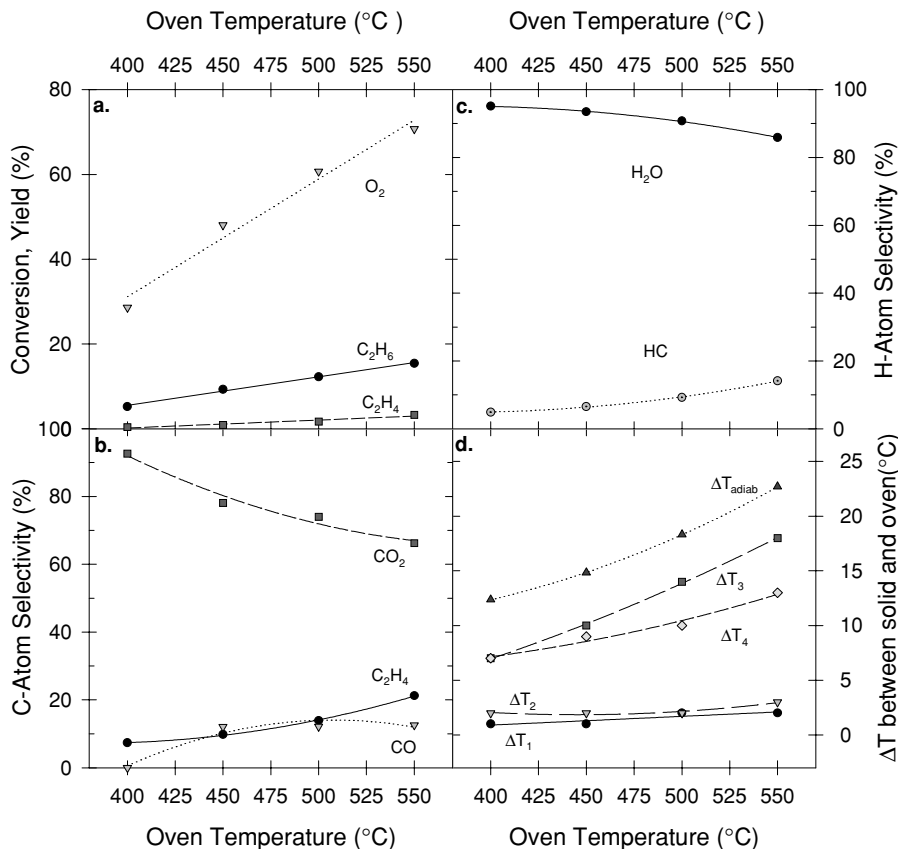 Oven Temperature (°C )
Oven Temperature (°C )
400 425 450 475 500 525 550
400 425 450 475 500 525 550
Conversion, Yield (%)
80
60
40
20
100
a.
O2
C2H6
C2H4
c.
H2O
HC
100
80
60
40
20
0
H-Atom Selectivity (%)
C-Atom Selectivity (%)
80
60
40
20
0
b.
CO2
C2H4
CO
d.
ΔTadiab
ΔT3
ΔT4
ΔT2
ΔT1
25
20
15
10
5
0
ΔT between solid and oven(°C)
400 425 450 475 500 525 550
400 425 450 475 500 525 550
Oven Temperature (°C)
Oven Temperature (°C)